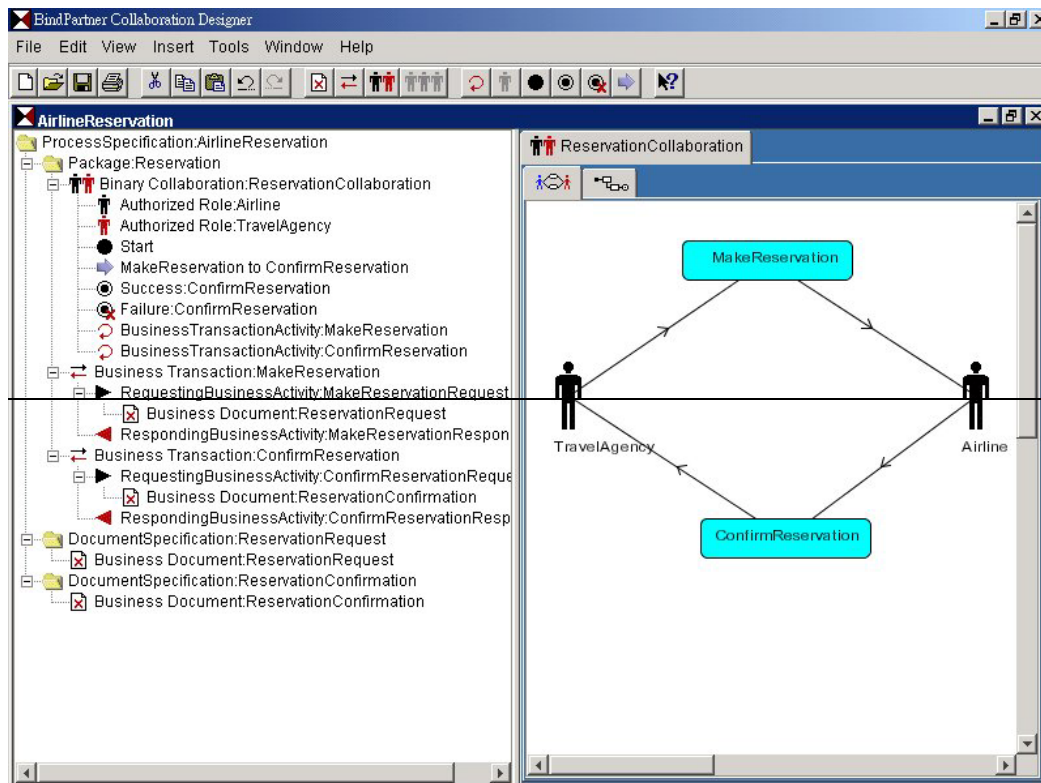 BindPartner Collaboration Designer
File Edit View Insert Tools Window Help
AirlineReservation
ProcessSpecification:AirlineReservation
Package:Reservation
Binary Collaboration:ReservationCollaboration
Authorized Role:Airline
Authorized Role:TravelAgency
Start
MakeReservation to ConfirmReservation
Success:ConfirmReservation
Failure:ConfirmReservation
BusinessTransactionActivity:MakeReservation
BusinessTransactionActivity:ConfirmReservation
Business Transaction:MakeReservation
RequestingBusinessActivity:MakeReservationRequest
Business Document:ReservationRequest
RespondingBusinessActivity:MakeReservationRespon
Business Transaction:ConfirmReservation
RequestingBusinessActivity:ConfirmReservationReque
Business Document:ReservationConfirmation
RespondingBusinessActivity:ConfirmReservationResp
DocumentSpecification:ReservationRequest
Business Document:ReservationRequest
DocumentSpecification:ReservationConfirmation
Business Document:ReservationConfirmation
ReservationCollaboration
MakeReservation
TravelAgency
Airline
ConfirmReservation